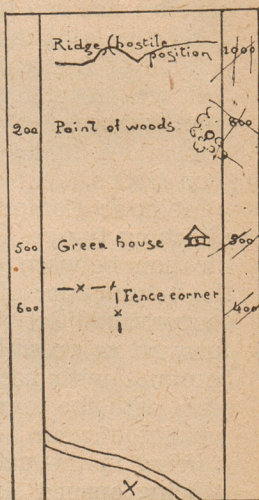 Ridge (hostile
position 1000
200 Point of woods 800
500 Green house 500
Fence corner
600 400
X